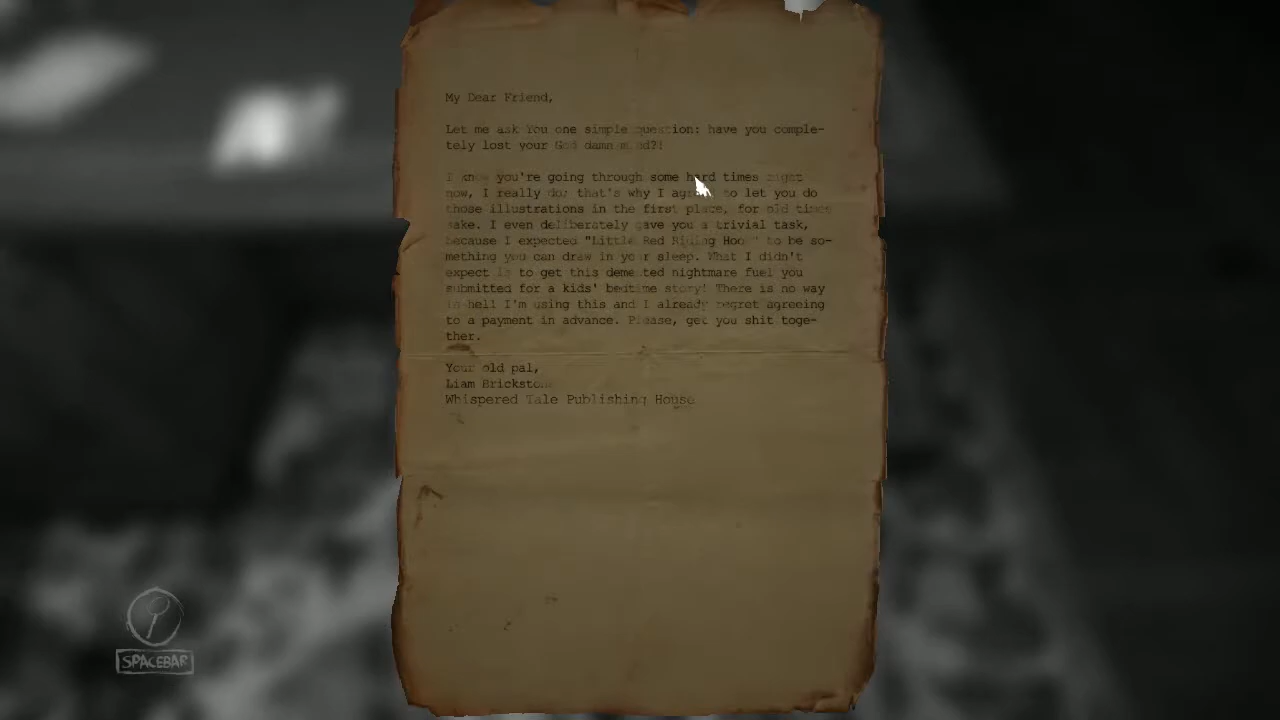 My Dear Friend,
Let me ask You one simple question: have you comple-
tely lost your God damn mind?!
I know you're going through some hard times right
now, I really do; that's why I agreed to let you do
those illustrations in the first place, for old times
sake. I even deliberately gave you a trivial task,
because I expected "Little Red Riding Hood" to be so-
mething you can draw in your sleep. What I didn't
expect is to get this demented nightmare fuel you
submitted for a kids' bedtime story! There is no way
in hell I'm using this and I already regret agreeing
to a payment in advance. Please, get you shit toge-
ther.
Your old pal,
Liam Brickstone
Whispered Tale Publishing House
SPACEBAR